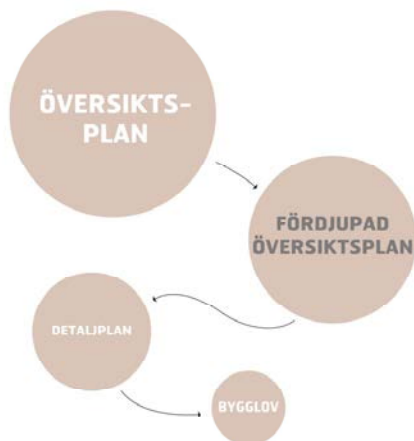 ÖVERSIKTS-
PLAN
FÖRDJUPAD
ÖVERSIKTSPLAN
DETALJPLAN
BYGGLOV